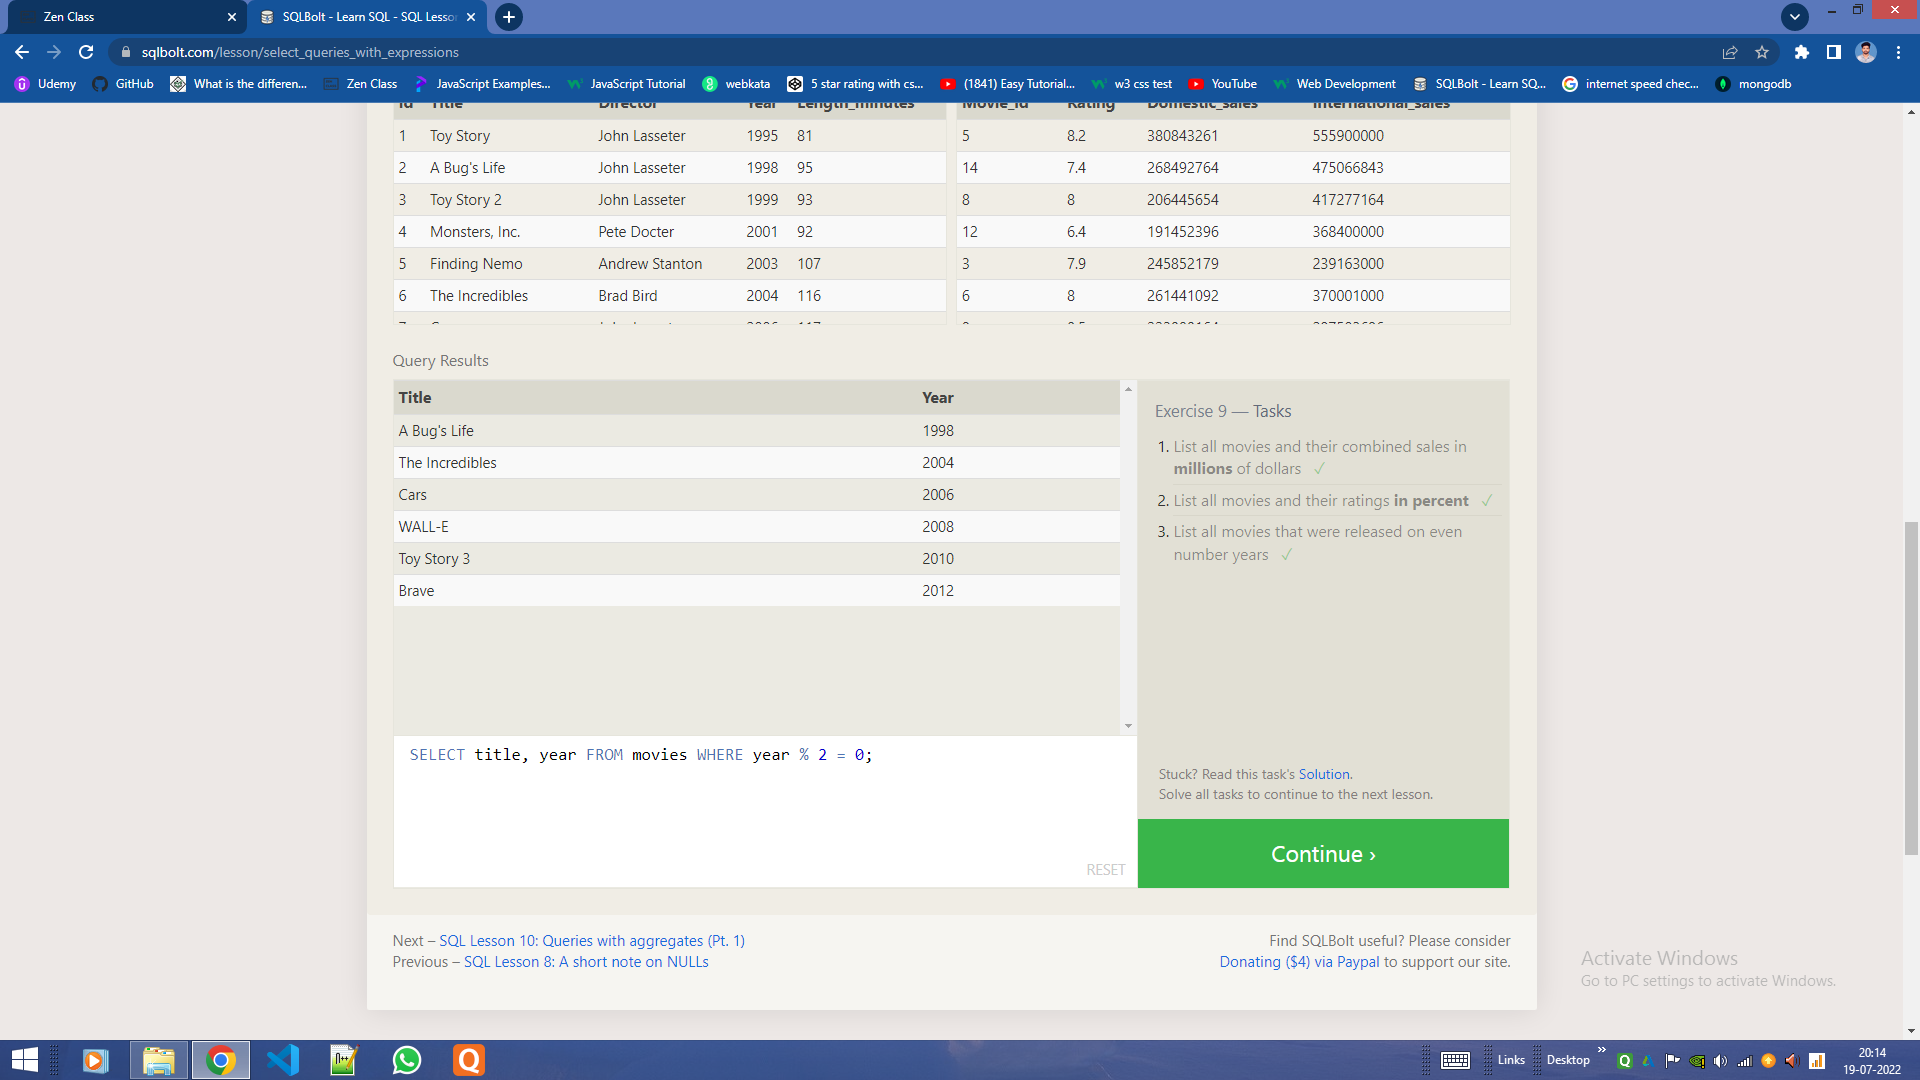 Zen Class
SQLBolt - Learn SQL - SQL Lesson
sqlbolt.com/lesson/select_queries_with_expressions
Udemy GitHub What is the differen... Zen Class JavaScript Examples... JavaScript Tutorial webkata 5 star rating with cs... (1841) Easy Tutorial... w3 css test YouTube Web Development SQLBolt - Learn SQ... internet speed chec... mongodb
Id Title Director Year Length_minutes
1 Toy Story John Lasseter 1995 81
2 A Bug's Life John Lasseter 1998 95
3 Toy Story 2 John Lasseter 1999 93
4 Monsters, Inc. Pete Docter 2001 92
5 Finding Nemo Andrew Stanton 2003 107
6 The Incredibles Brad Bird 2004 116
Movie_id Rating Domestic_sales International_sales
5 8.2 380843261 555900000
14 7.4 268492764 475066843
8 8 206445654 417277164
12 6.4 191452396 368400000
3 7.9 245852179 239163000
6 8 261441092 370001000
Query Results
Title Year
A Bug's Life 1998
The Incredibles 2004
Cars 2006
WALL-E 2008
Toy Story 3 2010
Brave 2012
SELECT title, year FROM movies WHERE year % 2 = 0;
RESET
Exercise 9 — Tasks
1. List all movies and their combined sales in
millions of dollars ✓
2. List all movies and their ratings in percent ✓
3. List all movies that were released on even
number years ✓
Stuck? Read this task's Solution.
Solve all tasks to continue to the next lesson.
Continue ›
Next – SQL Lesson 10: Queries with aggregates (Pt. 1)
Previous – SQL Lesson 8: A short note on NULLs
Find SQLBolt useful? Please consider
Donating ($4) via Paypal to support our site.
Activate Windows
Go to PC settings to activate Windows.
Links Desktop
20:14
19-07-2022